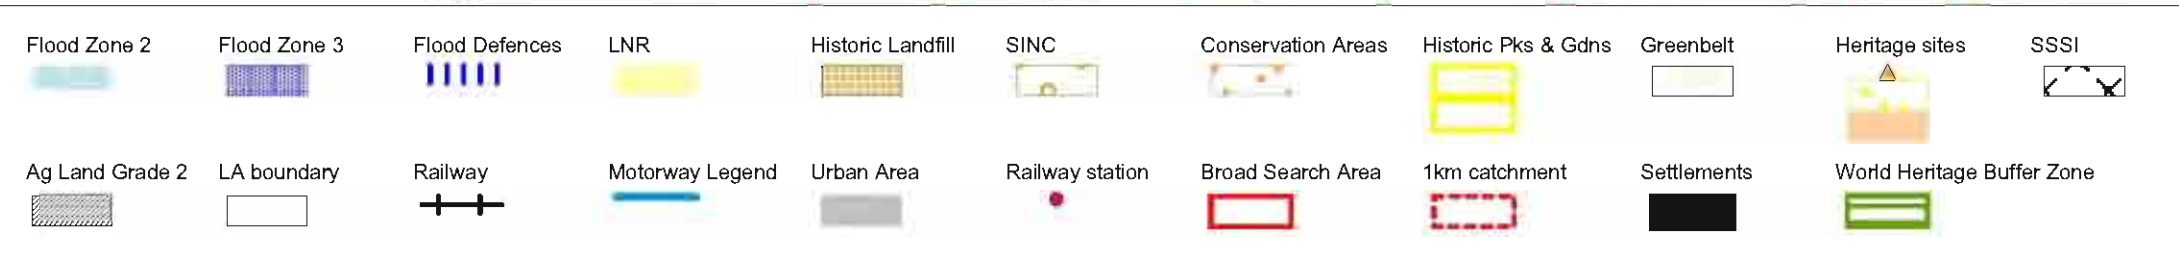 Flood Zone 2 Flood Zone 3 Flood Defences LNR Historic Landfill SINC Conservation Areas Historic Pks & Gdns Greenbelt Heritage sites SSSI
Ag Land Grade 2 LA boundary Railway Motorway Legend Urban Area Railway station Broad Search Area 1km catchment Settlements World Heritage Buffer Zone